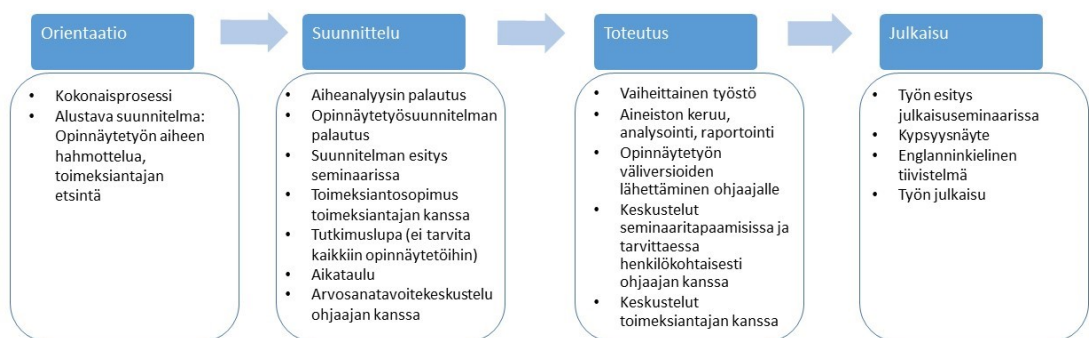 Orientaatio
• Kokonaisprosessi
• Alustava suunnitelma:
Opinnäytetyön aiheen
hahmottelua,
toimeksiantajan
etsintä
Suunnittelu
• Aiheanalyysin palautus
• Opinnäytetyösuunnitelman
palautus
• Suunnitelman esitys
seminaarissa
• Toimeksiantosopimus
toimeksiantajan kanssa
• Tutkimuslupa (ei tarvita
kaikkiin opinnäytetöihin)
• Aikataulu
• Arvosanatavoitekeskustelu
ohjaajan kanssa
Toteutus
• Vaiheittainen työstö
• Aineiston keruu,
analysointi, raportointi
• Opinnäytetyön
väliversioiden
lähettäminen ohjaajalle
• Keskustelut
seminaaritapaamisissa ja
tarvittaessa
henkilökohtaisesti
ohjaajan kanssa
• Keskustelut
toimeksiantajan kanssa
Julkaisu
• Työn esitys
julkaisuseminaarissa
• Kypsyysnäyte
• Englanninkielinen
tiivistelmä
• Työn julkaisu